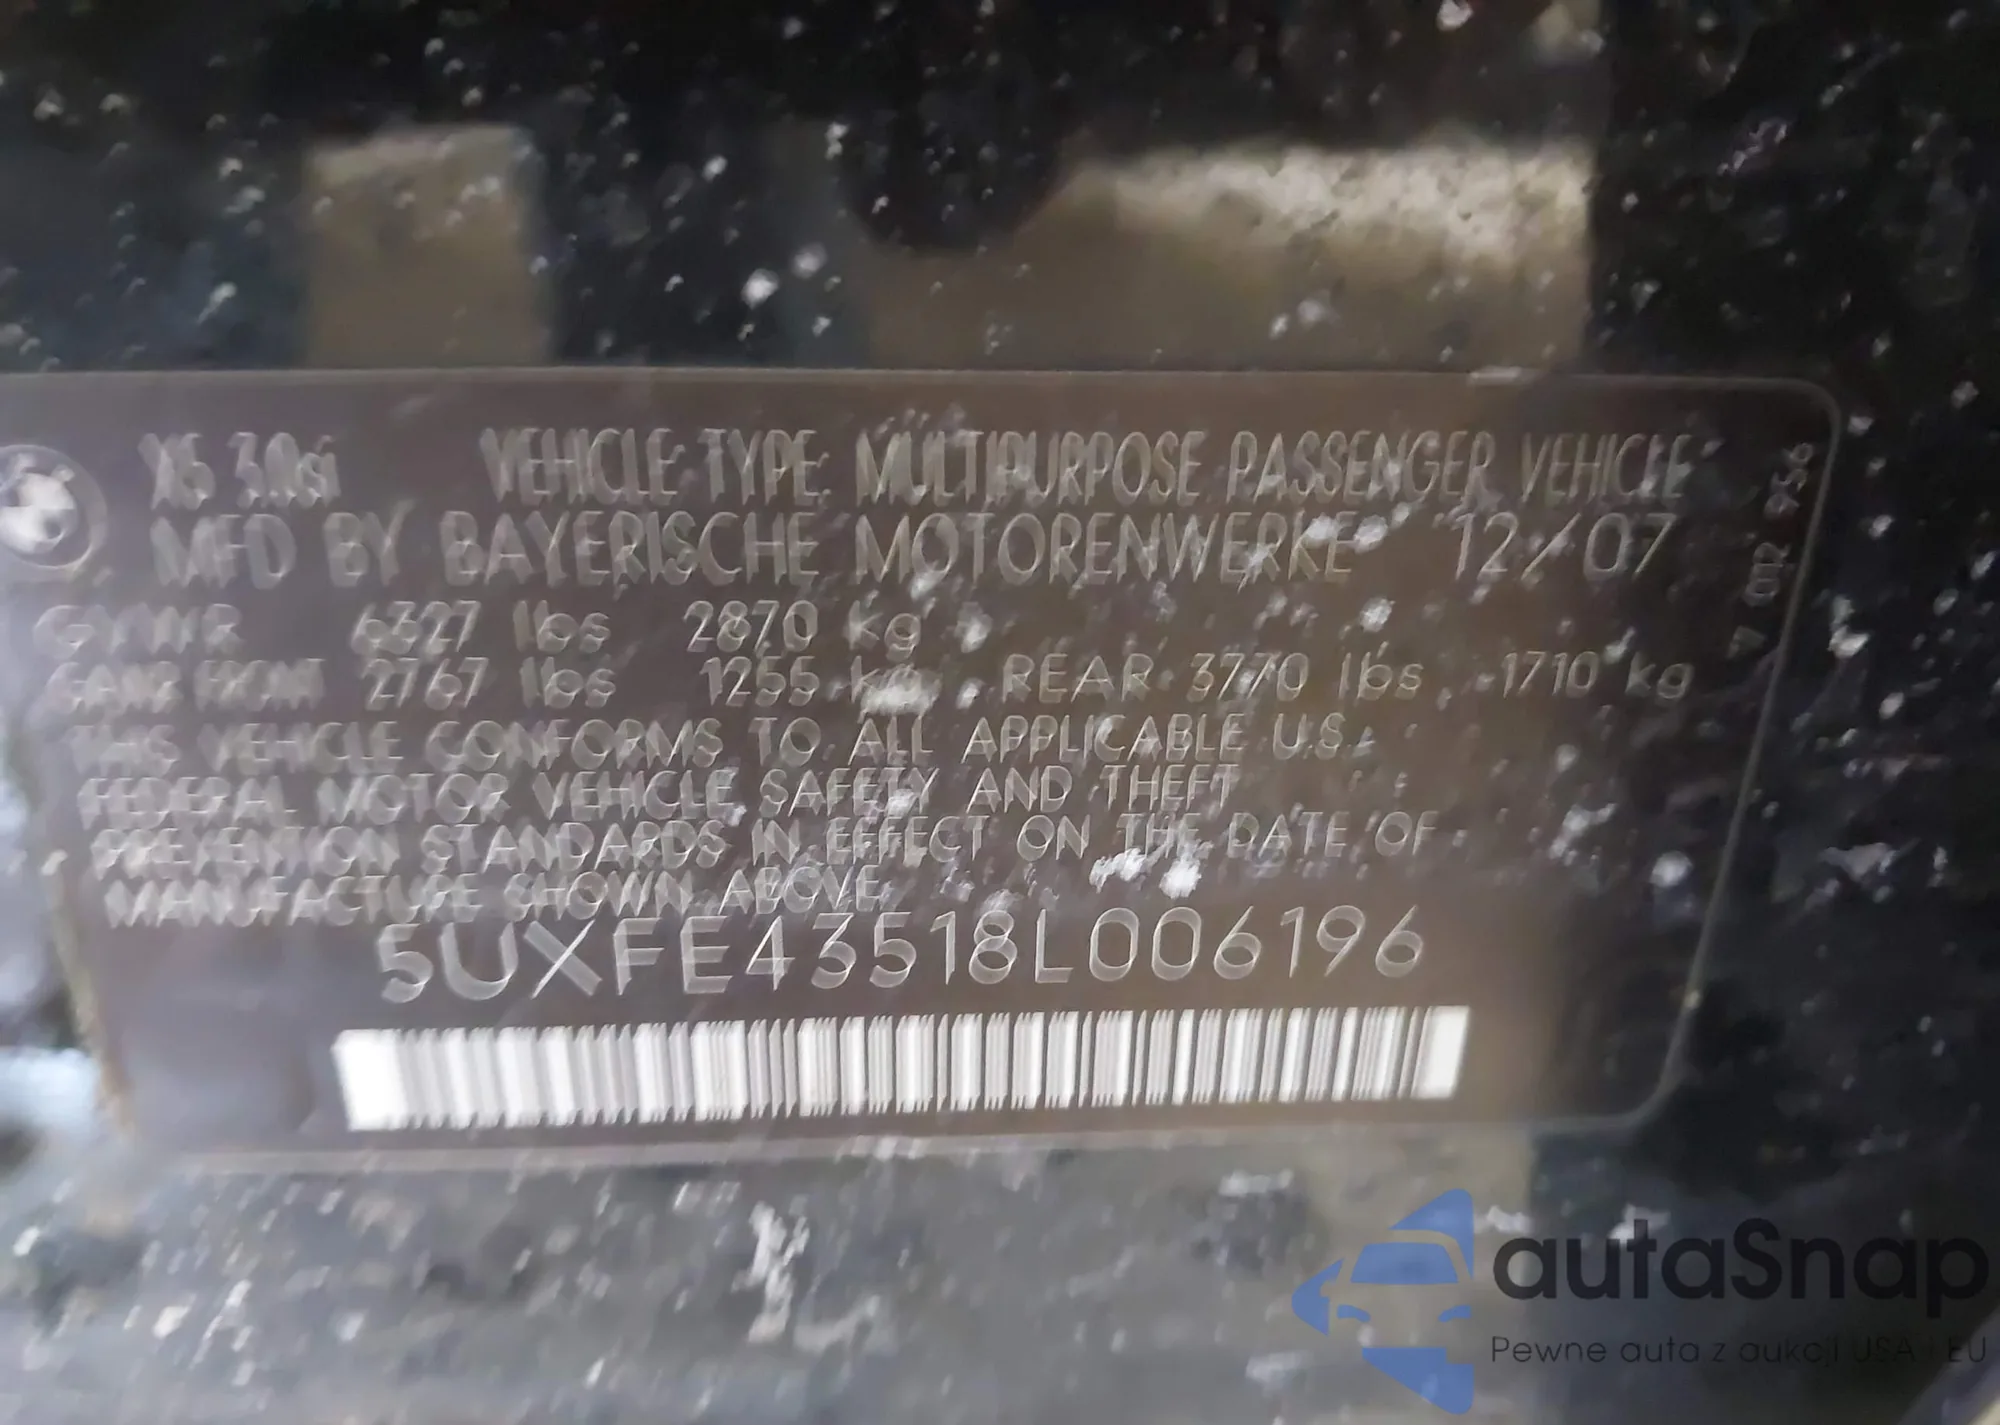 X5 3.0si VEHICLE TYPE: MULTIPURPOSE PASSENGER VEHICLE
MFD BY BAYERISCHE MOTORENWERKE 12/07
GVWR 6327 lbs 2870 kg
GAWR FRONT 2767 lbs 1255 kg REAR 3770 lbs 1710 kg
THIS VEHICLE CONFORMS TO ALL APPLICABLE U.S.
FEDERAL MOTOR VEHICLE SAFETY AND THEFT
PREVENTION STANDARDS IN EFFECT ON THE DATE OF
MANUFACTURE SHOWN ABOVE.
5UXFE43518L006196
autaSnap
Pewne auta z aukcji USA i EU